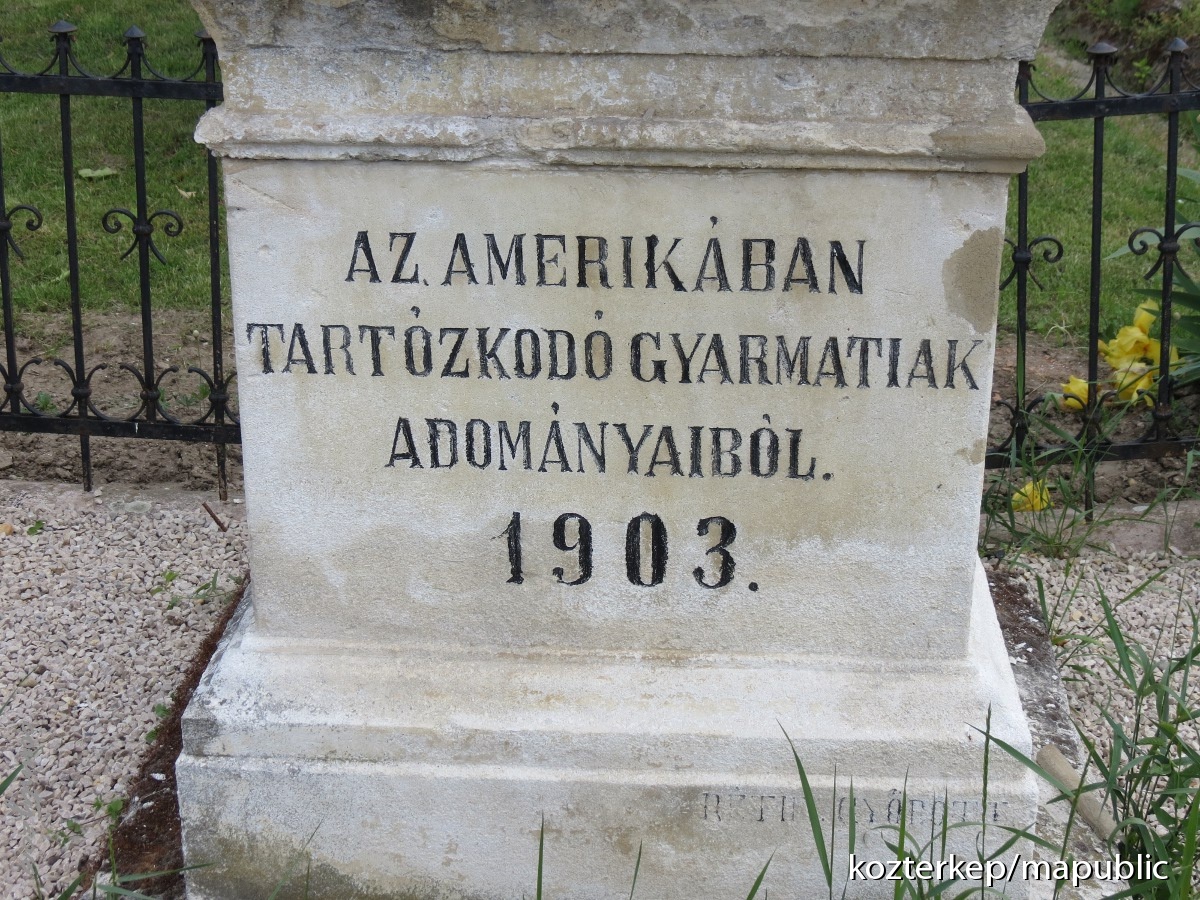 AZ AMERIKÁBAN
TARTÓZKODÓ GYARMATIAK
ADOMÁNYAIBÓL.
1903.
kozterkep/mapublic